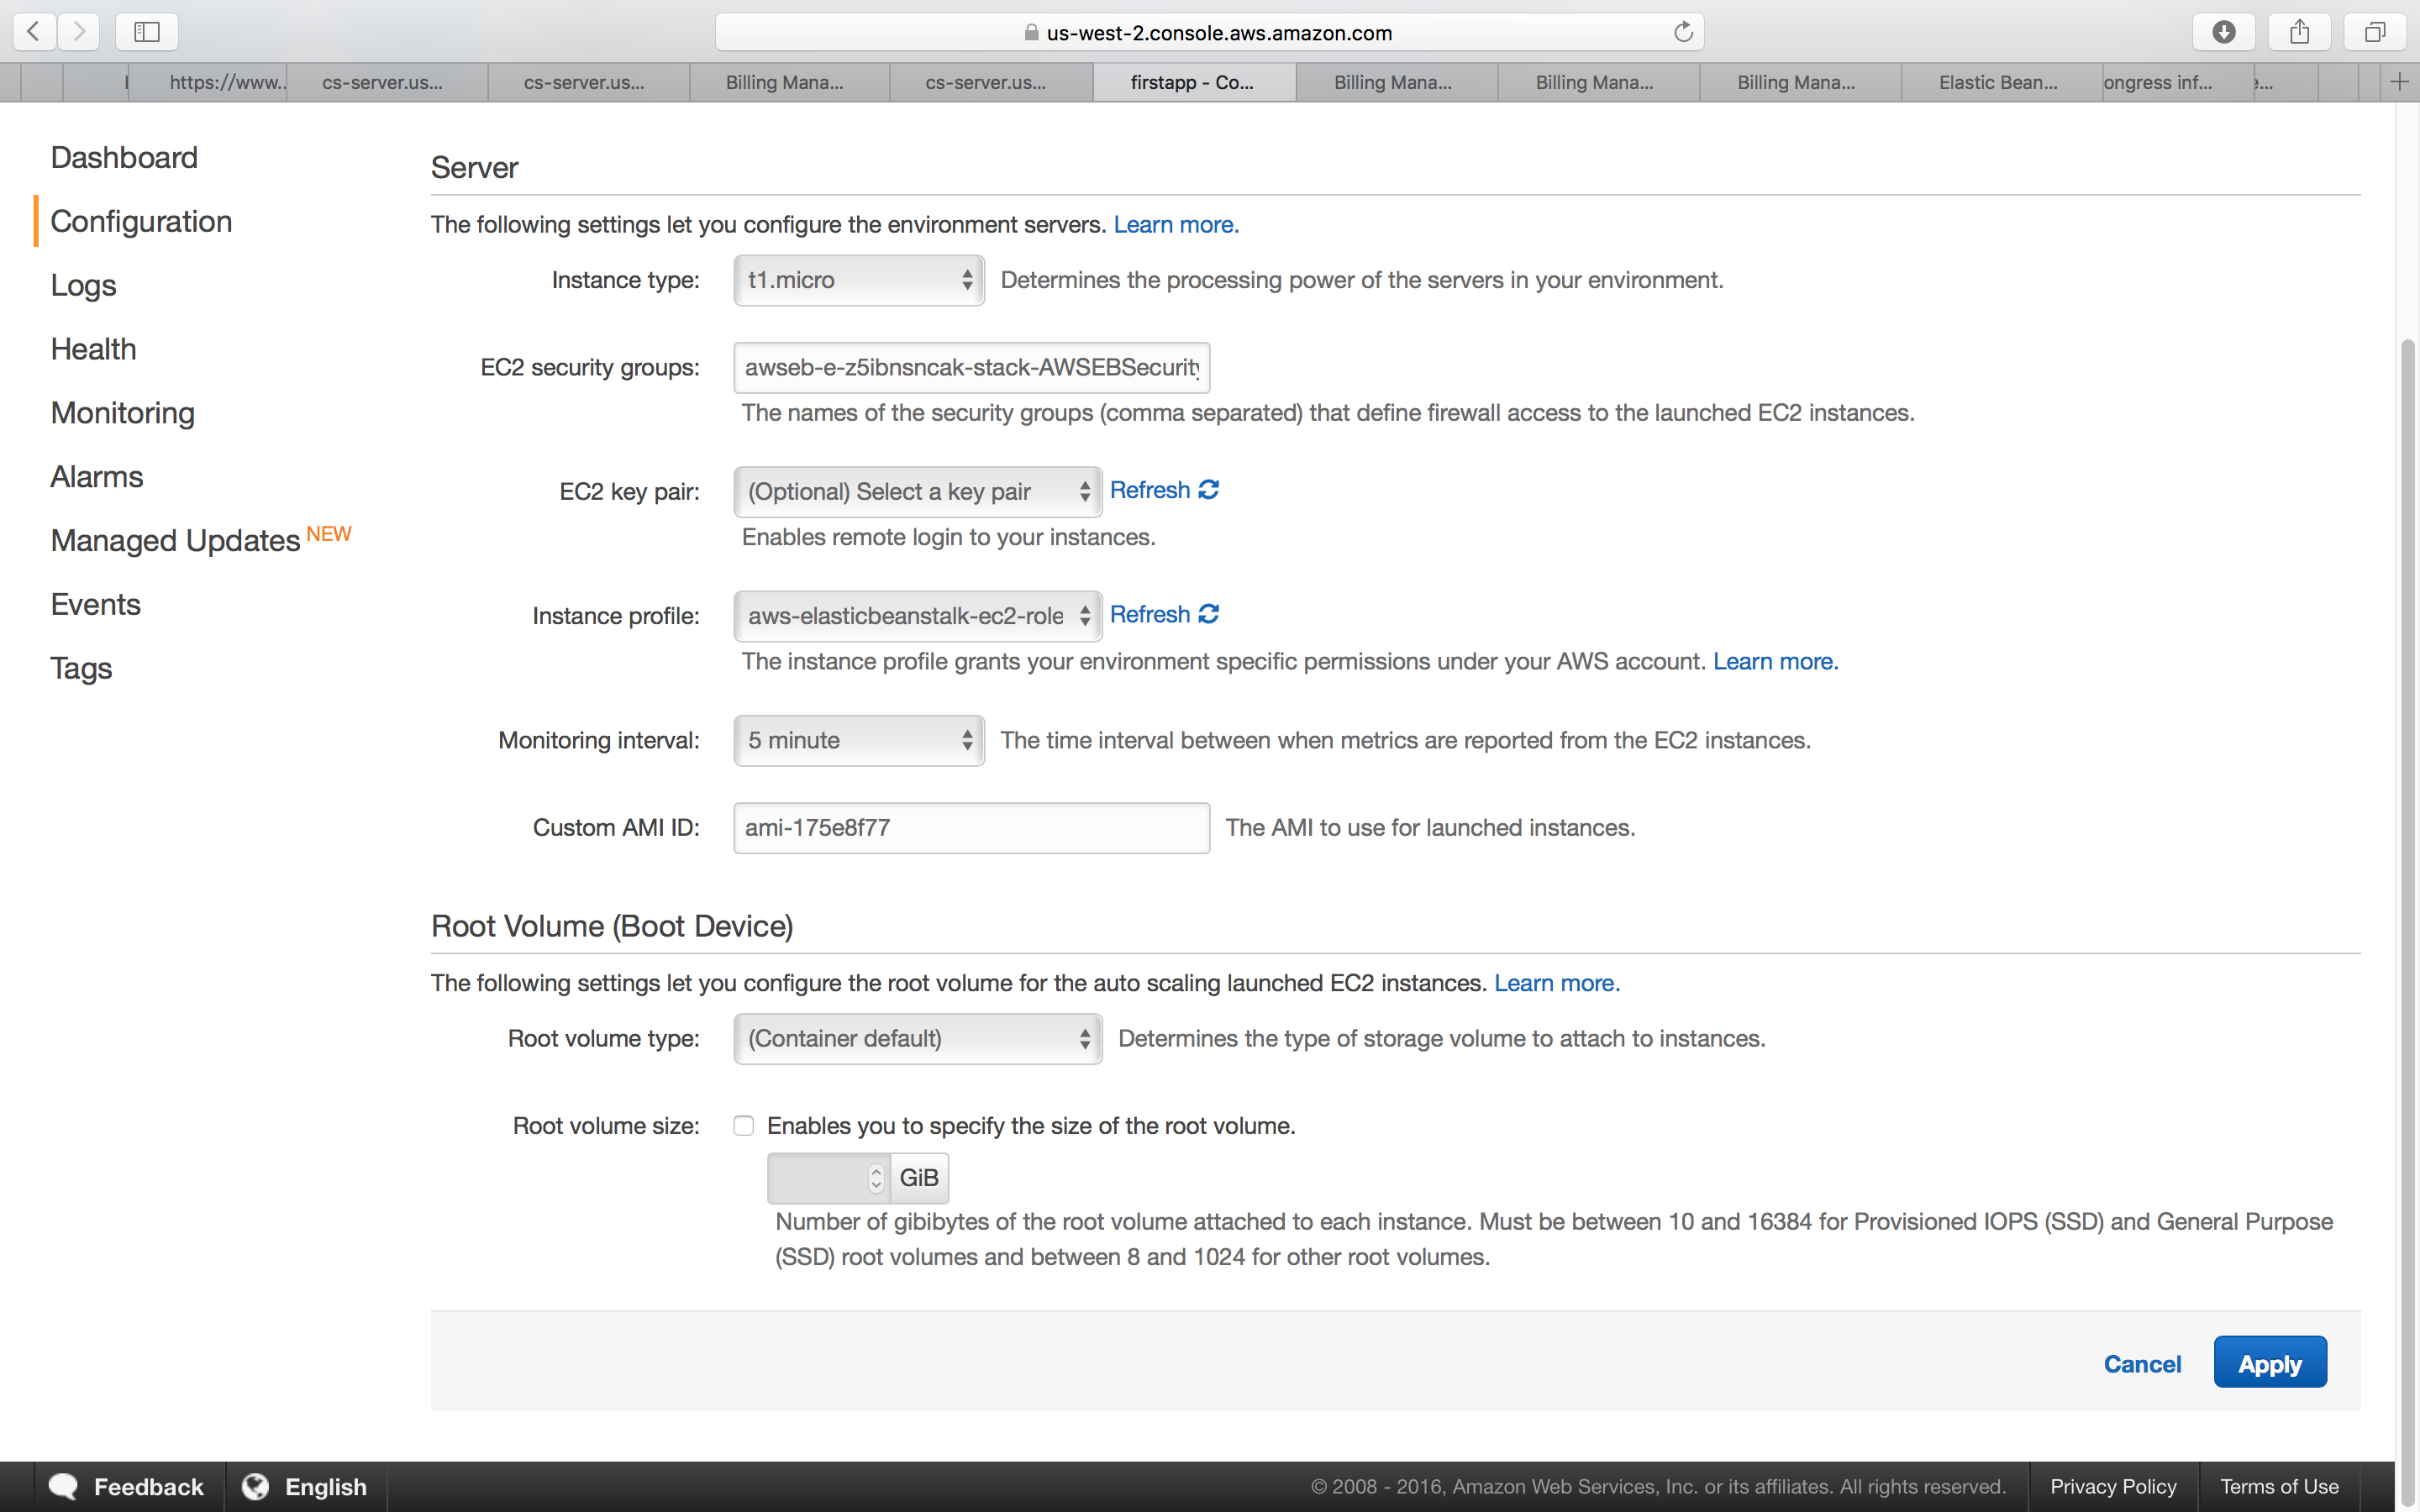 us-west-2.console.aws.amazon.com
https://www..
cs-server.us...
cs-server.us...
Billing Mana...
cs-server.us...
firstapp - Co...
Billing Mana...
Billing Mana...
Billing Mana...
Elastic Bean...
ongress inf...
Dashboard
Configuration
Logs
Health
Monitoring
Alarms
Managed Updates NEW
Events
Tags
Server
The following settings let you configure the environment servers. Learn more.
Instance type: t1.micro Determines the processing power of the servers in your environment.
EC2 security groups: awseb-e-z5ibnsncak-stack-AWSEBSecurity
The names of the security groups (comma separated) that define firewall access to the launched EC2 instances.
EC2 key pair: (Optional) Select a key pair Refresh
Enables remote login to your instances.
Instance profile: aws-elasticbeanstalk-ec2-role Refresh
The instance profile grants your environment specific permissions under your AWS account. Learn more.
Monitoring interval: 5 minute The time interval between when metrics are reported from the EC2 instances.
Custom AMI ID: ami-175e8f77 The AMI to use for launched instances.
Root Volume (Boot Device)
The following settings let you configure the root volume for the auto scaling launched EC2 instances. Learn more.
Root volume type: (Container default) Determines the type of storage volume to attach to instances.
Root volume size: Enables you to specify the size of the root volume.
GiB
Number of gibibytes of the root volume attached to each instance. Must be between 10 and 16384 for Provisioned IOPS (SSD) and General Purpose
(SSD) root volumes and between 8 and 1024 for other root volumes.
Cancel Apply
Feedback English © 2008 - 2016, Amazon Web Services, Inc. or its affiliates. All rights reserved. Privacy Policy Terms of Use